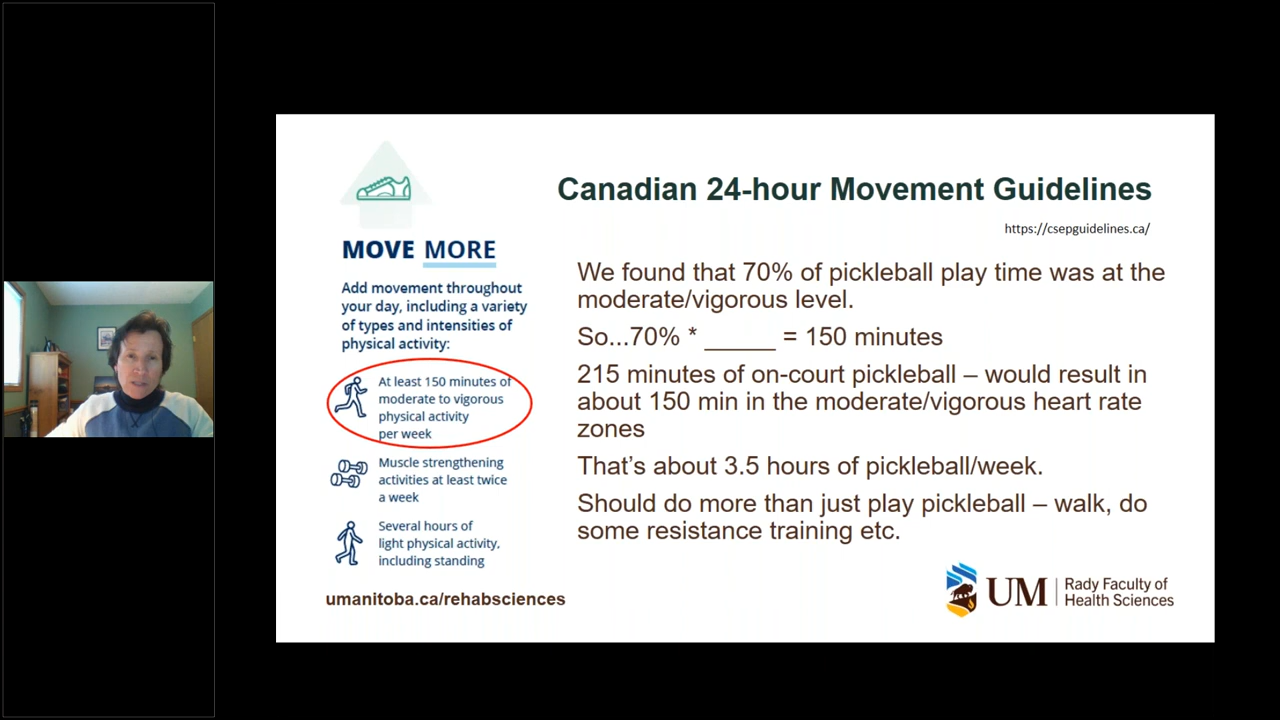 Canadian 24-hour Movement Guidelines
https://csepguidelines.ca/
MOVE MORE
Add movement throughout
your day, including a variety
of types and intensities of
physical activity:
At least 150 minutes of
moderate to vigorous
physical activity
per week
Muscle strengthening
activities at least twice
a week
Several hours of
light physical activity,
including standing
umanitoba.ca/rehabsciences
We found that 70% of pickleball play time was at the
moderate/vigorous level.
So...70% * _____ = 150 minutes
215 minutes of on-court pickleball – would result in
about 150 min in the moderate/vigorous heart rate
zones
That's about 3.5 hours of pickleball/week.
Should do more than just play pickleball – walk, do
some resistance training etc.
UM
Rady Faculty of
Health Sciences